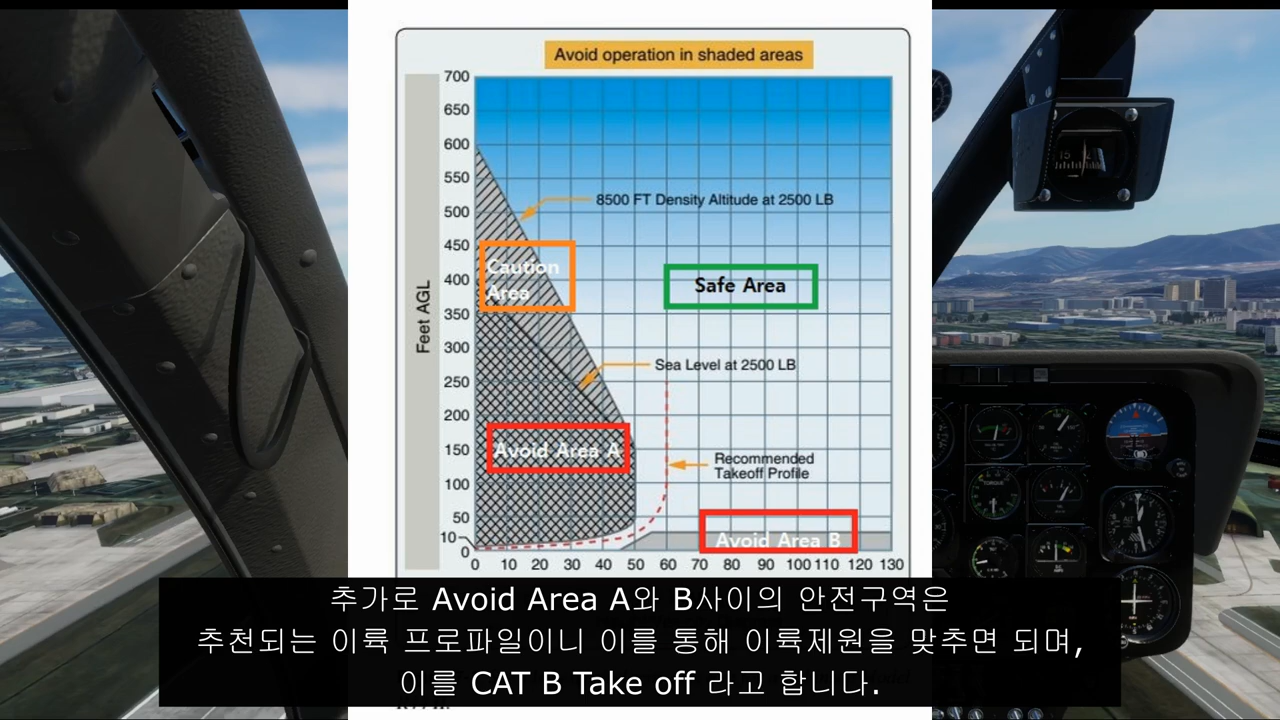 Avoid operation in shaded areas
700
650
600
550
500
450
400
350
300
250
200
150
100
50
10
0
Feet AGL
8500 FT Density Altitude at 2500 LB
Caution
Area
Safe Area
Sea Level at 2500 LB
Avoid Area A
Recommended
Takeoff Profile
Avoid Area B
0 10 20 30 40 50 60 70 80 90 100 110 120 130
추가로 Avoid Area A와 B사이의 안전구역은
추천되는 이륙 프로파일이니 이를 통해 이륙제원을 맞추면 되며,
이를 CAT B Take off 라고 합니다.